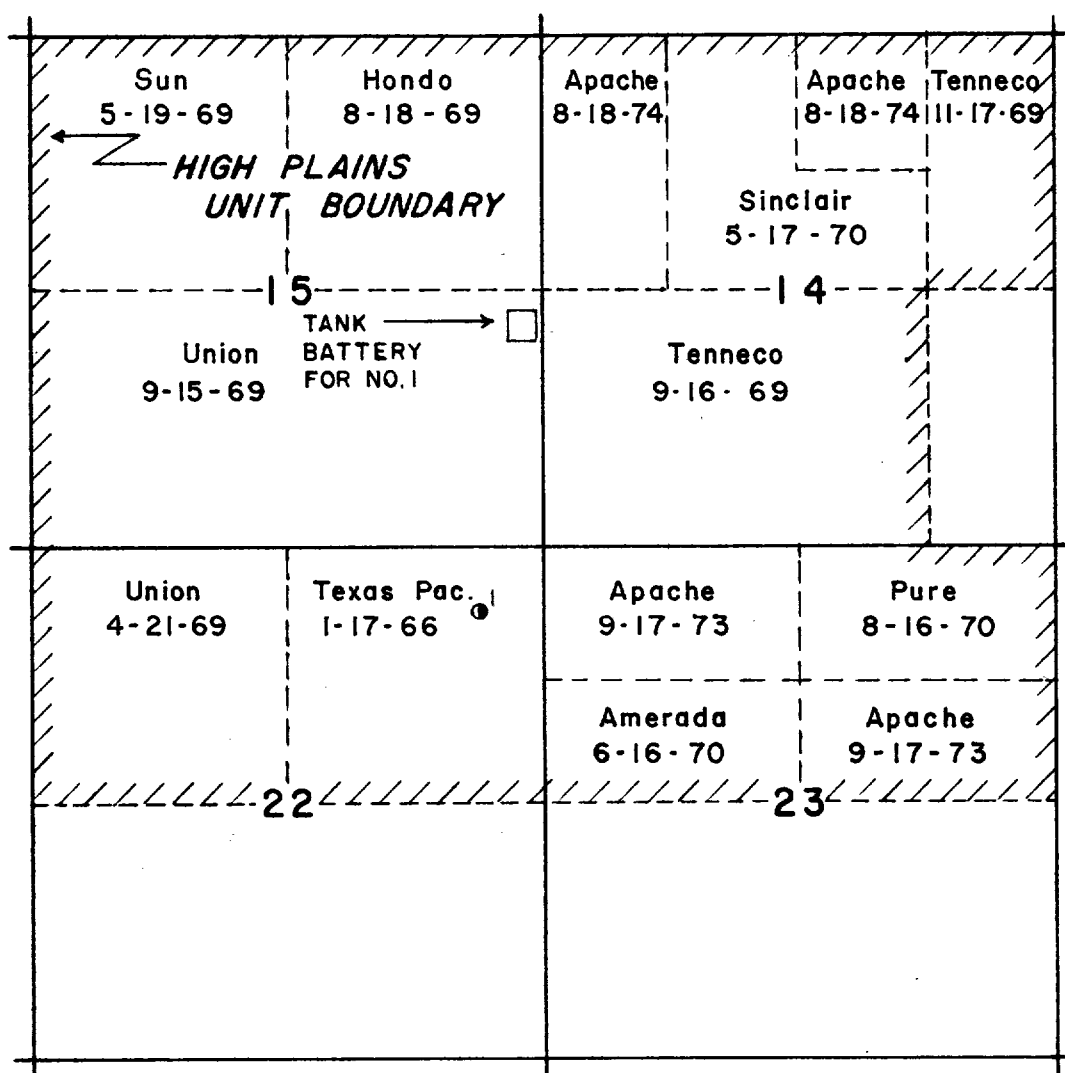 Sun
5-19-69
Hondo
8-18-69
Apache
8-18-74
Apache
8-18-74
Tenneco
11-17-69
HIGH PLAINS
UNIT BOUNDARY
Sinclair
5-17-70
15
14
TANK
BATTERY
FOR NO.1
Union
9-15-69
Tenneco
9-16-69
Union
4-21-69
Texas Pac.
1-17-66
1
Apache
9-17-73
Pure
8-16-70
Amerada
6-16-70
Apache
9-17-73
22
23